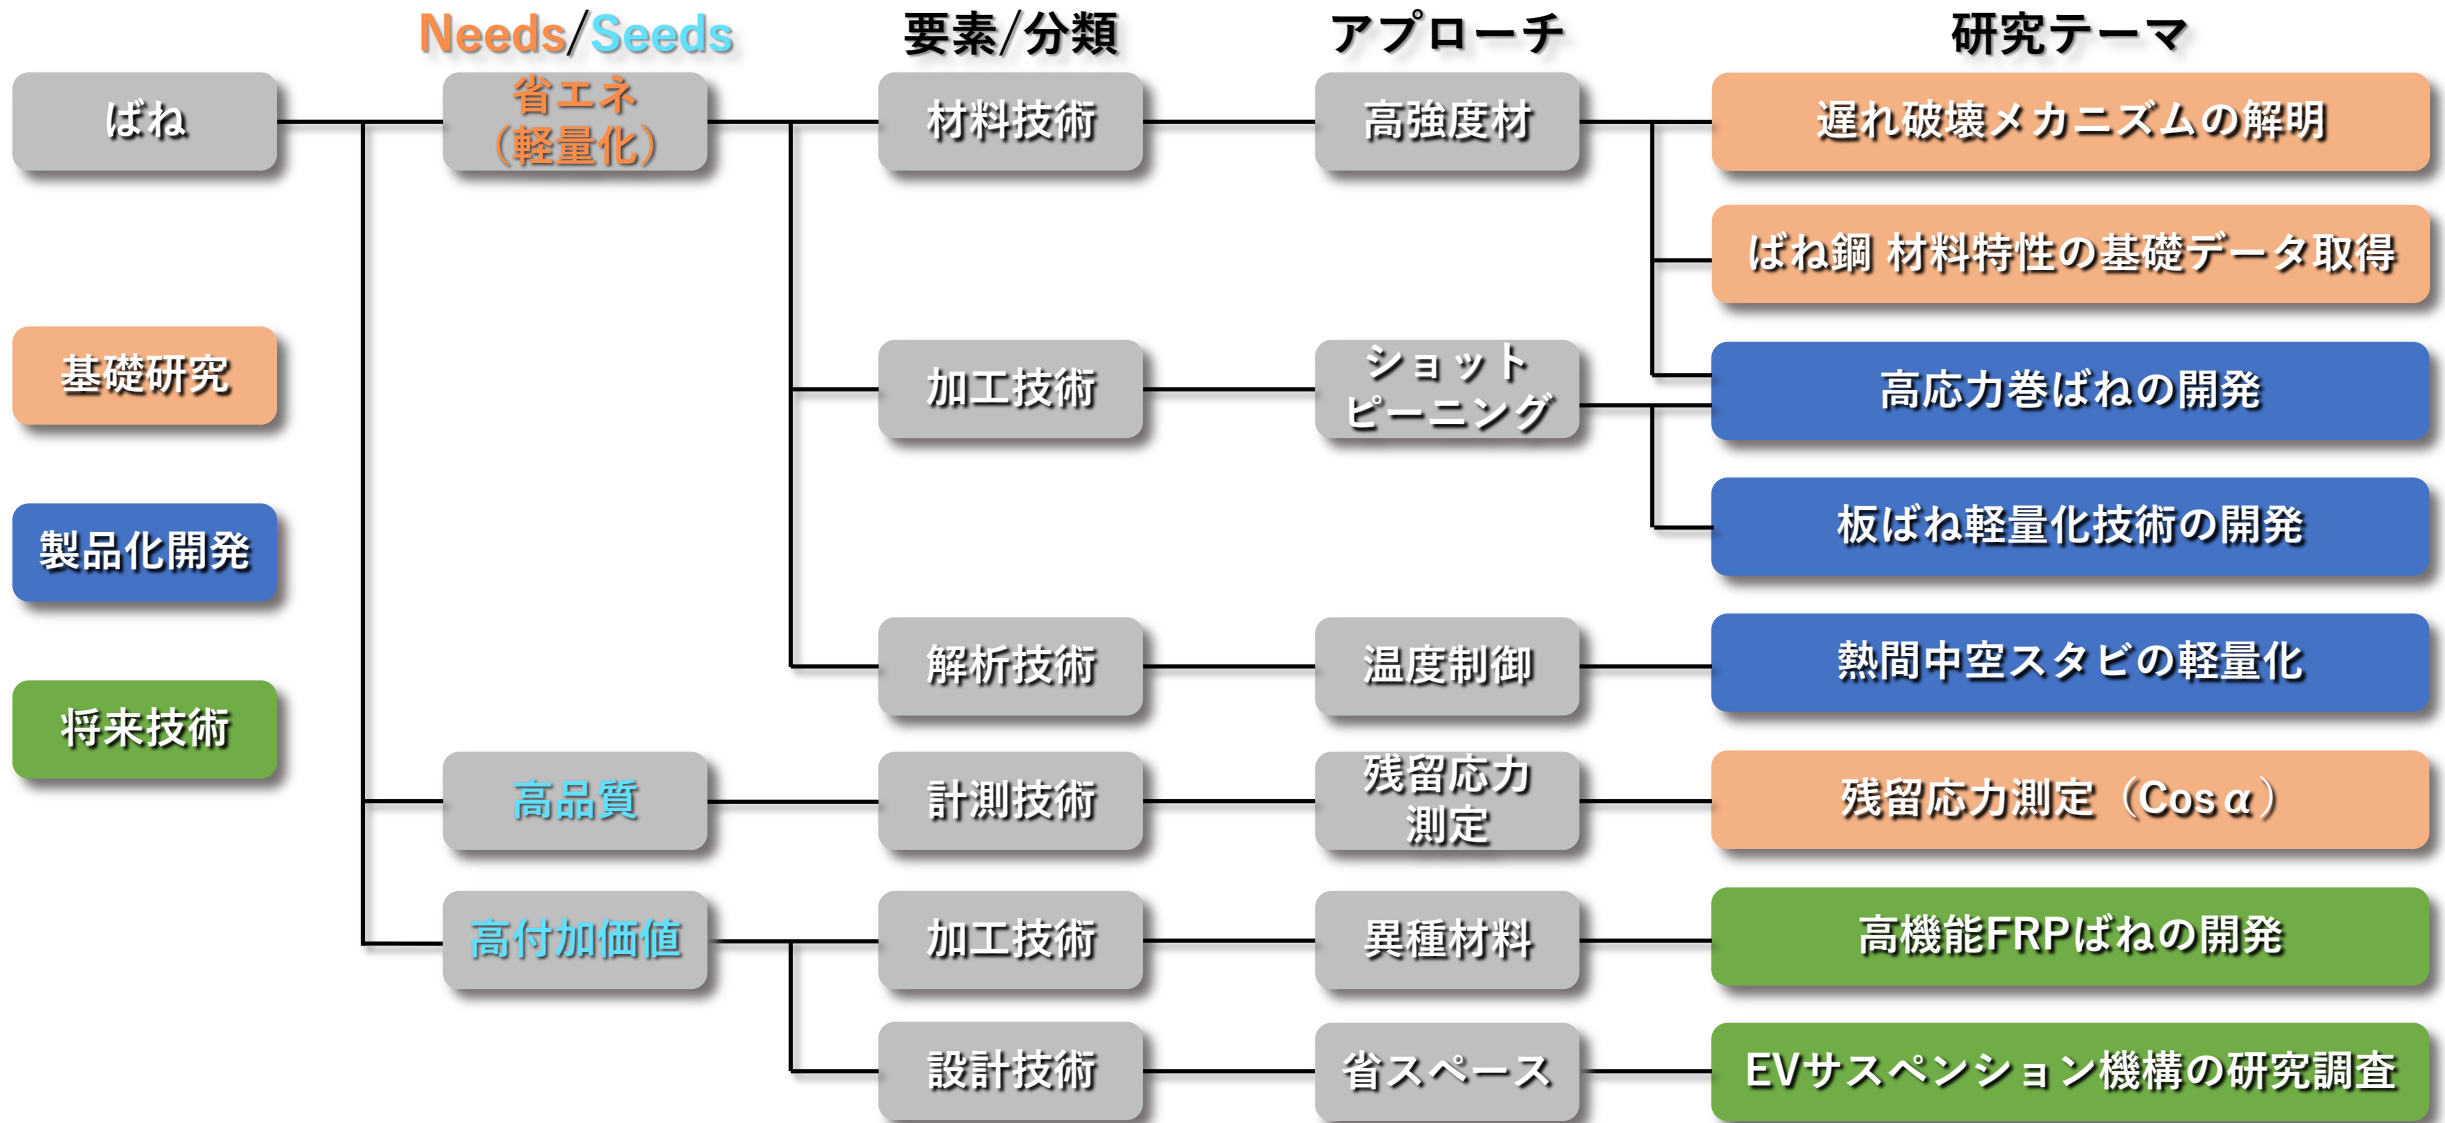 Needs/Seeds
要素/分類
アプローチ
研究テーマ
ばね
省エネ
（軽量化）
材料技術
高強度材
遅れ破壊メカニズムの解明
ばね鋼 材料特性の基礎データ取得
基礎研究
加工技術
ショット
ピーニング
高応力巻ばねの開発
製品化開発
板ばね軽量化技術の開発
解析技術
温度制御
熱間中空スタビの軽量化
将来技術
高品質
計測技術
残留応力
測定
残留応力測定（Cosα）
高付加価値
加工技術
異種材料
高機能FRPばねの開発
設計技術
省スペース
EVサスペンション機構の研究調査